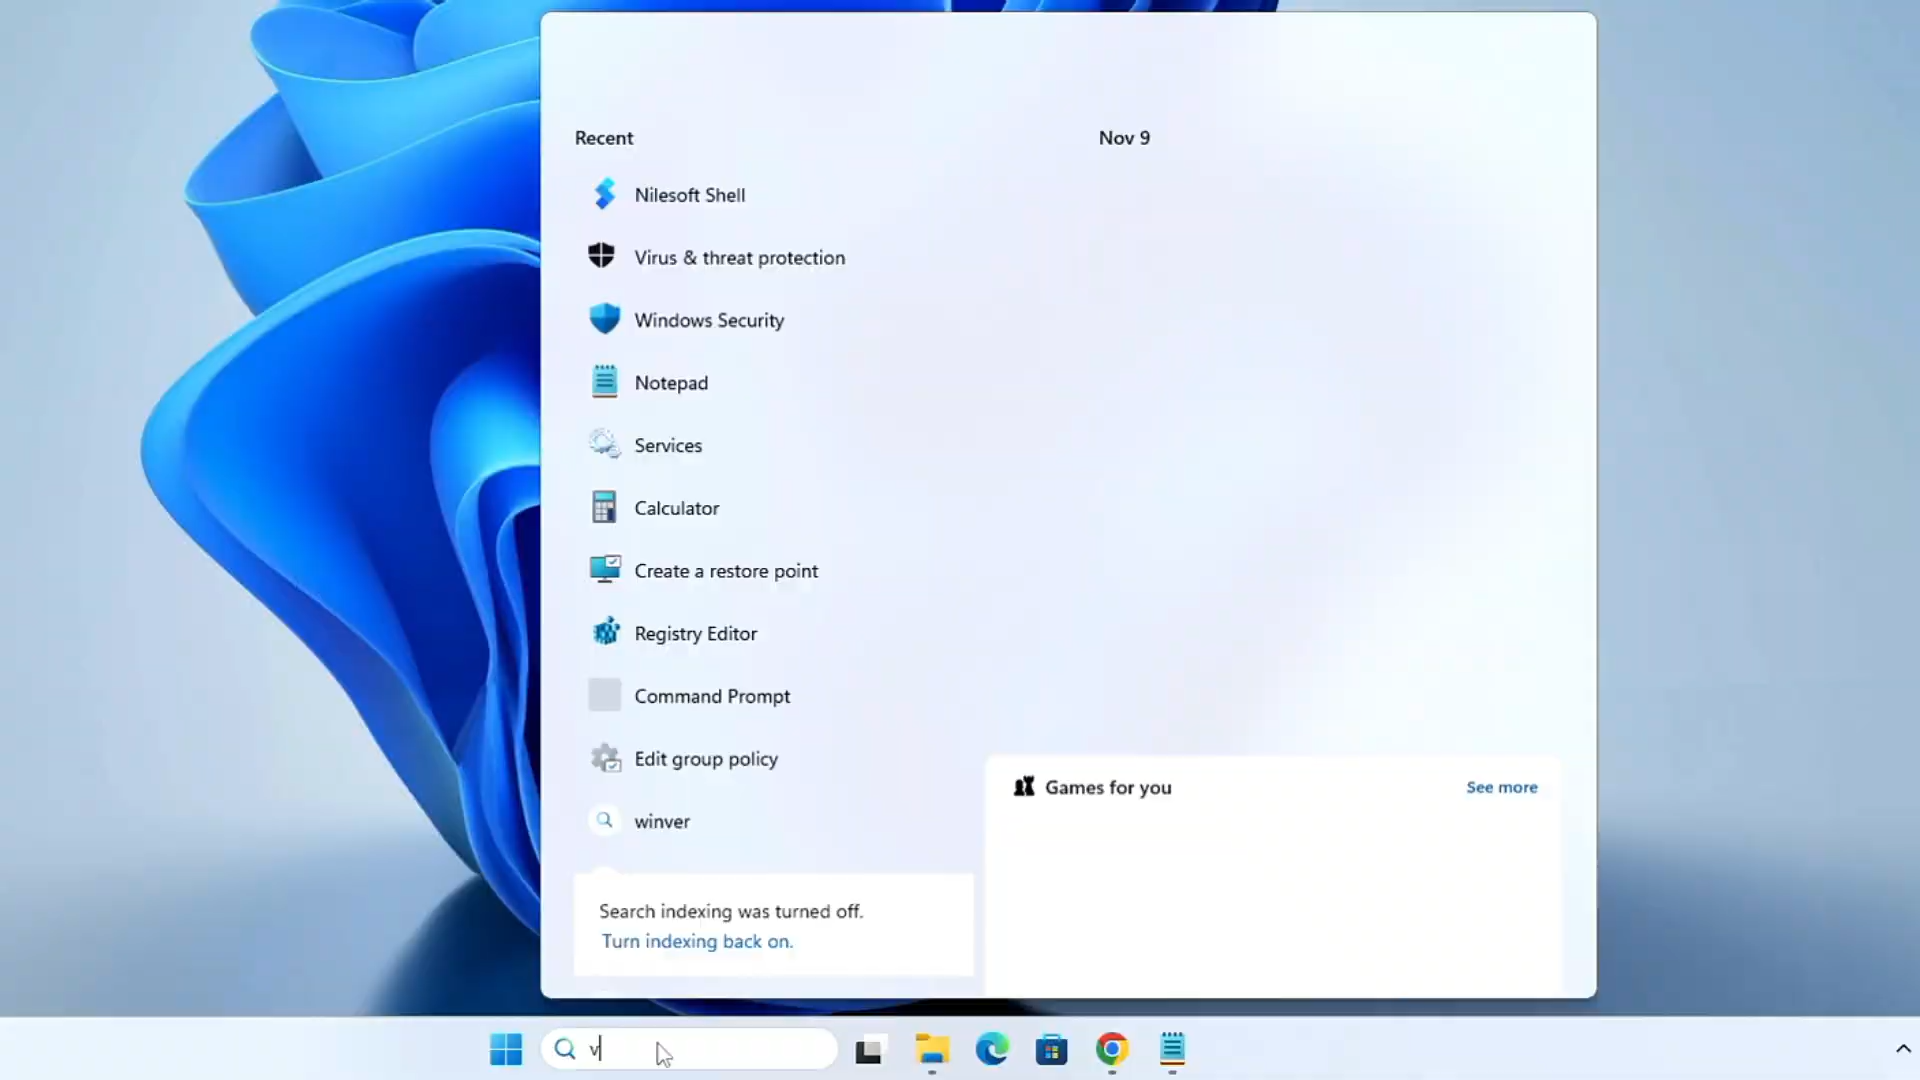 Recent
Nilesoft Shell
Virus & threat protection
Windows Security
Notepad
Services
Calculator
Create a restore point
Registry Editor
Command Prompt
Edit group policy
winver
Search indexing was turned off.
Turn indexing back on.
Nov 9
Games for you
See more
v